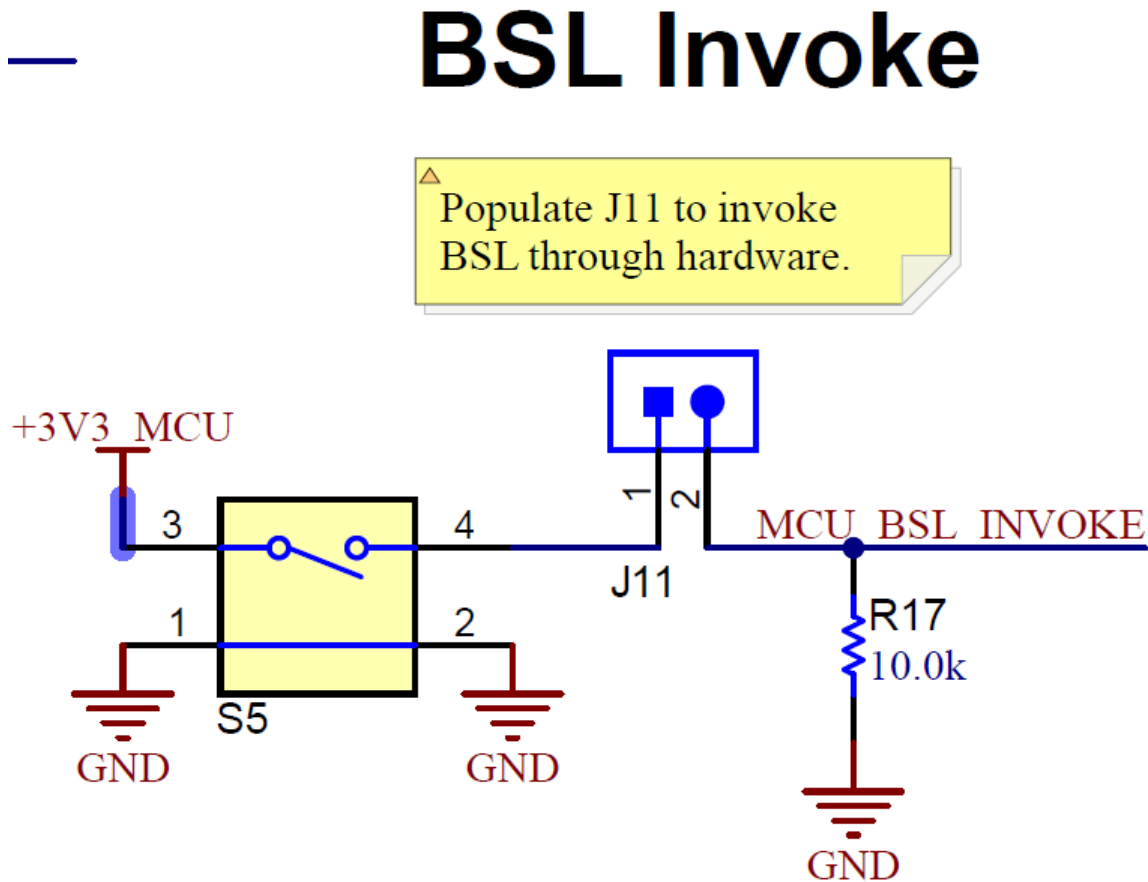 BSL Invoke
Populate J11 to invoke
BSL through hardware.
+3V3_MCU
3
4
1
2
J11
MCU_BSL_INVOKE
1
2
S5
R17
10.0k
GND
GND
GND